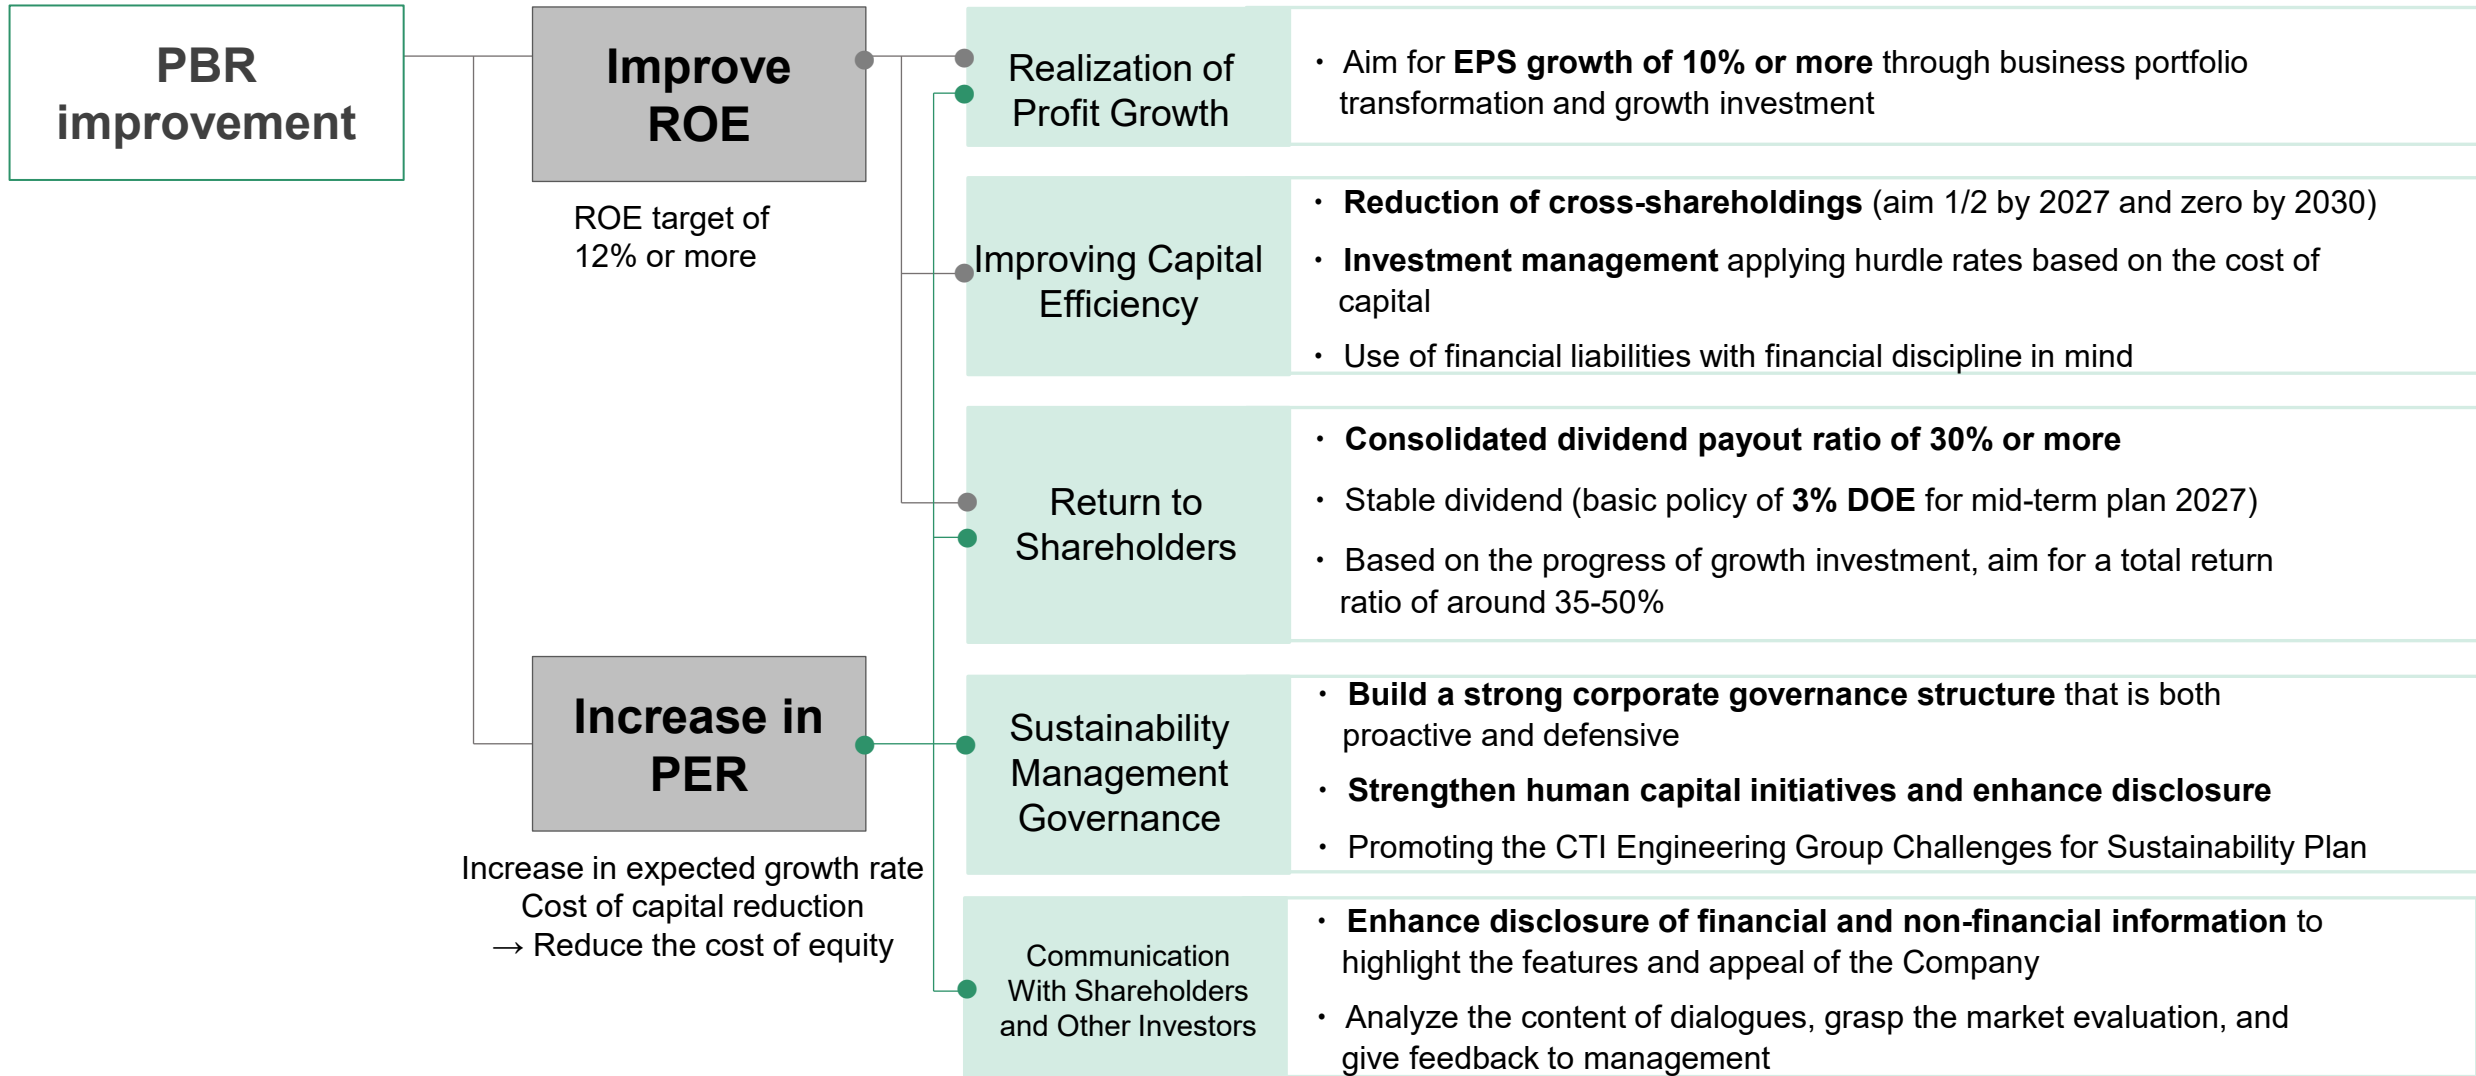 PBR
improvement
Improve
ROE
ROE target of
12% or more
Realization of
Profit Growth
・ Aim for EPS growth of 10% or more through business portfolio
transformation and growth investment
Improving Capital
Efficiency
・ Reduction of cross-shareholdings (aim 1/2 by 2027 and zero by 2030)
・ Investment management applying hurdle rates based on the cost of
capital
・ Use of financial liabilities with financial discipline in mind
Return to
Shareholders
・ Consolidated dividend payout ratio of 30% or more
・ Stable dividend (basic policy of 3% DOE for mid-term plan 2027)
・ Based on the progress of growth investment, aim for a total return
ratio of around 35-50%
Increase in
PER
Increase in expected growth rate
Cost of capital reduction
→ Reduce the cost of equity
Sustainability
Management
Governance
・ Build a strong corporate governance structure that is both
proactive and defensive
・ Strengthen human capital initiatives and enhance disclosure
・ Promoting the CTI Engineering Group Challenges for Sustainability Plan
Communication
With Shareholders
and Other Investors
・ Enhance disclosure of financial and non-financial information to
highlight the features and appeal of the Company
・ Analyze the content of dialogues, grasp the market evaluation, and
give feedback to management